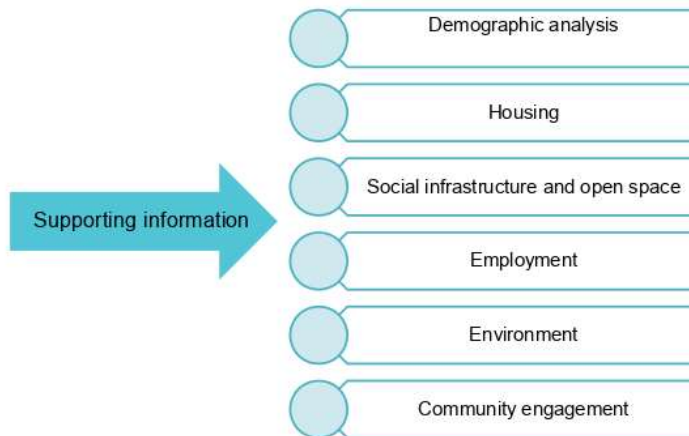 Demographic analysis
Housing
Social infrastructure and open space
Supporting information
Employment
Environment
Community engagement